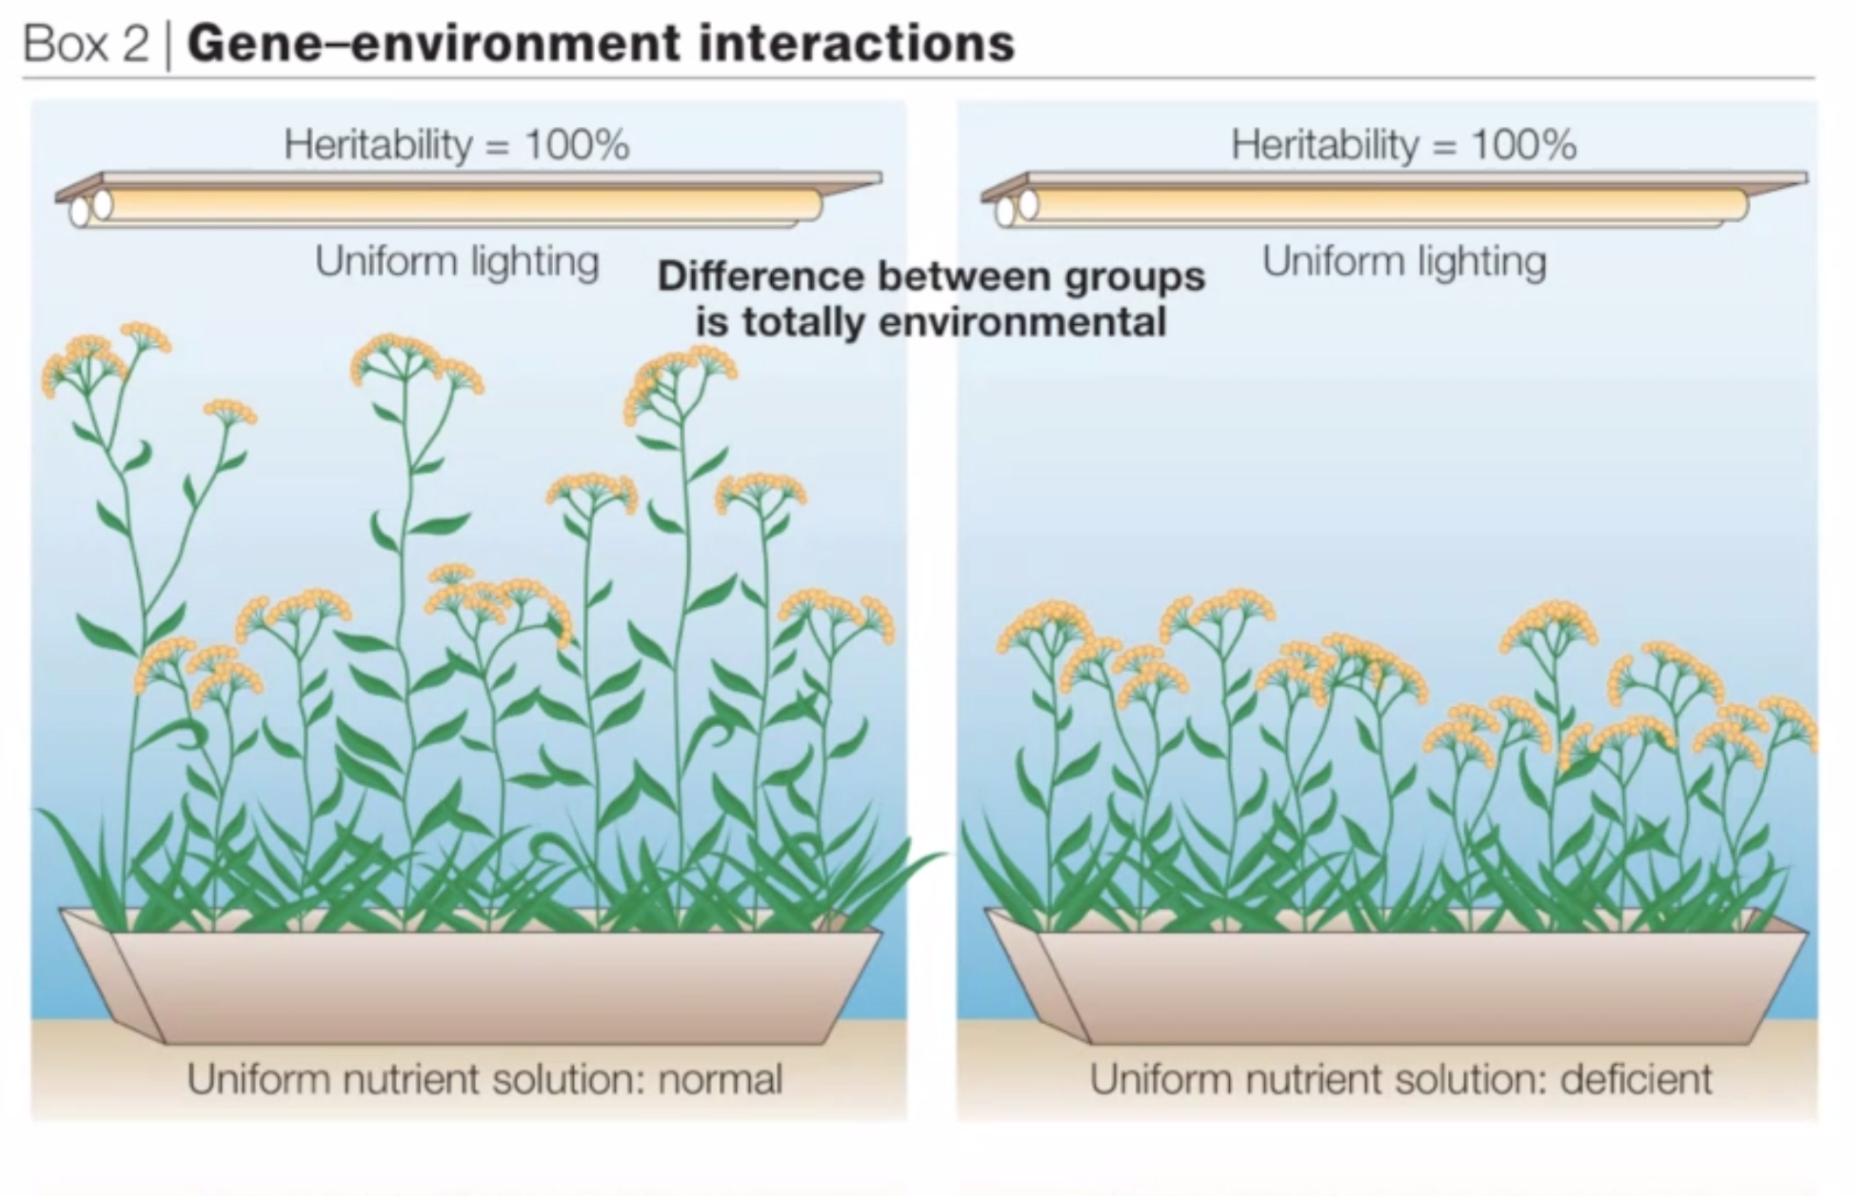 Box 2 | Gene–environment interactions
Heritability = 100%
Uniform lighting
Heritability = 100%
Uniform lighting
Difference between groups
is totally environmental
Uniform nutrient solution: normal
Uniform nutrient solution: deficient